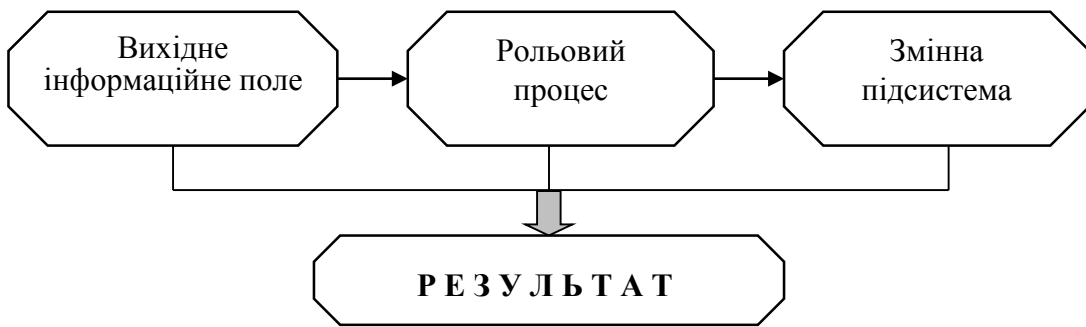 Вихідне
інформаційне поле
Рольовий
процес
Змінна
підсистема
Р Е З У Л Ь Т А Т